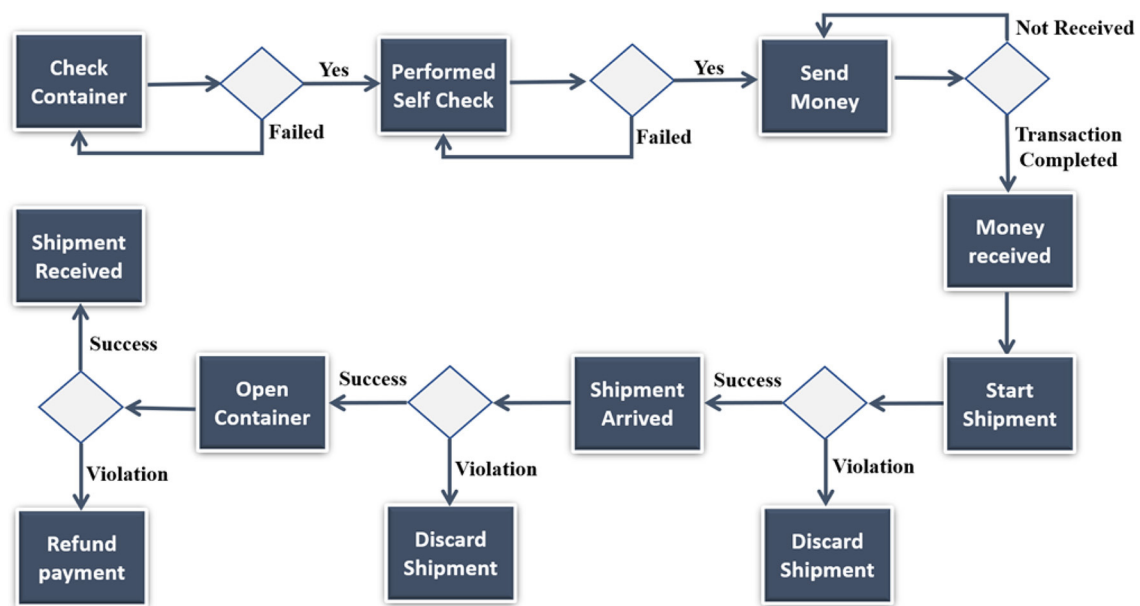 Check
Container
Yes
Failed
Performed
Self Check
Yes
Failed
Send
Money
Not Received
Transaction
Completed
Money
received
Start
Shipment
Success
Violation
Discard
Shipment
Shipment
Arrived
Success
Violation
Discard
Shipment
Open
Container
Success
Shipment
Received
Violation
Refund
payment